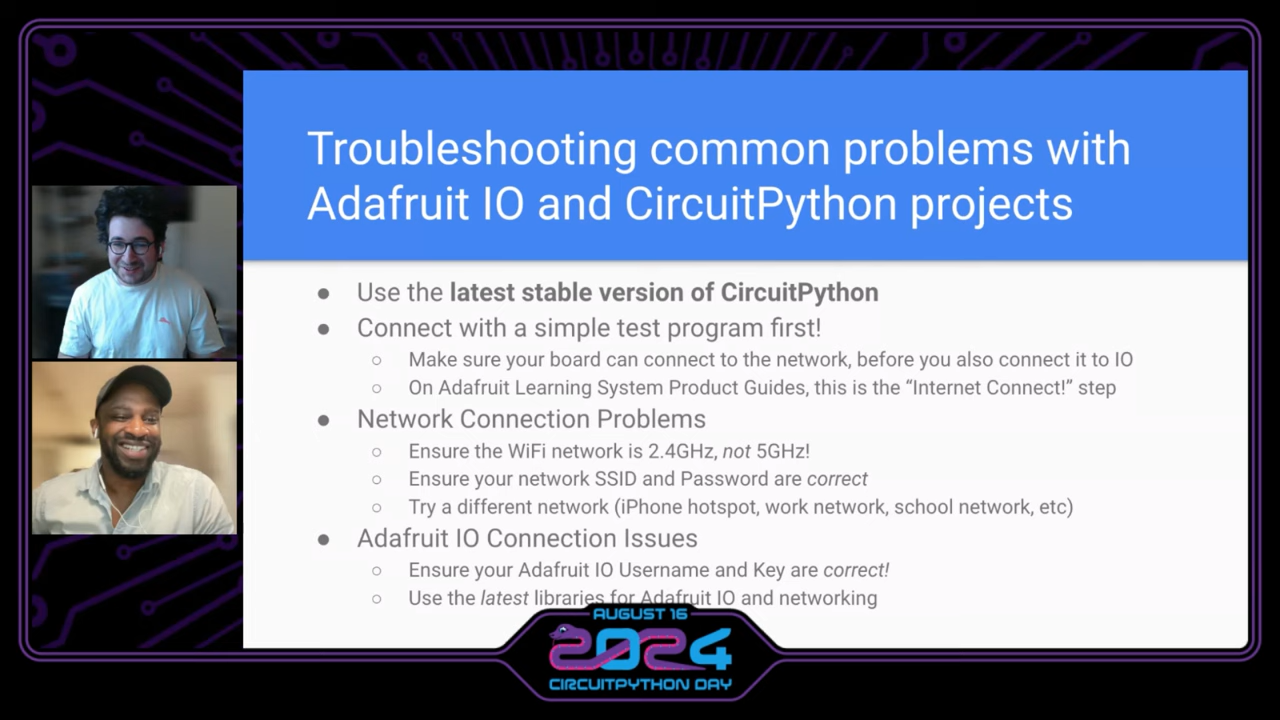 Troubleshooting common problems with
Adafruit IO and CircuitPython projects
● Use the latest stable version of CircuitPython
● Connect with a simple test program first!
○ Make sure your board can connect to the network, before you also connect it to IO
○ On Adafruit Learning System Product Guides, this is the “Internet Connect!” step
● Network Connection Problems
○ Ensure the WiFi network is 2.4GHz, not 5GHz!
○ Ensure your network SSID and Password are correct
○ Try a different network (iPhone hotspot, work network, school network, etc)
● Adafruit IO Connection Issues
○ Ensure your Adafruit IO Username and Key are correct!
○ Use the latest libraries for Adafruit IO and networking
AUGUST 16
2024
CIRCUITPYTHON DAY